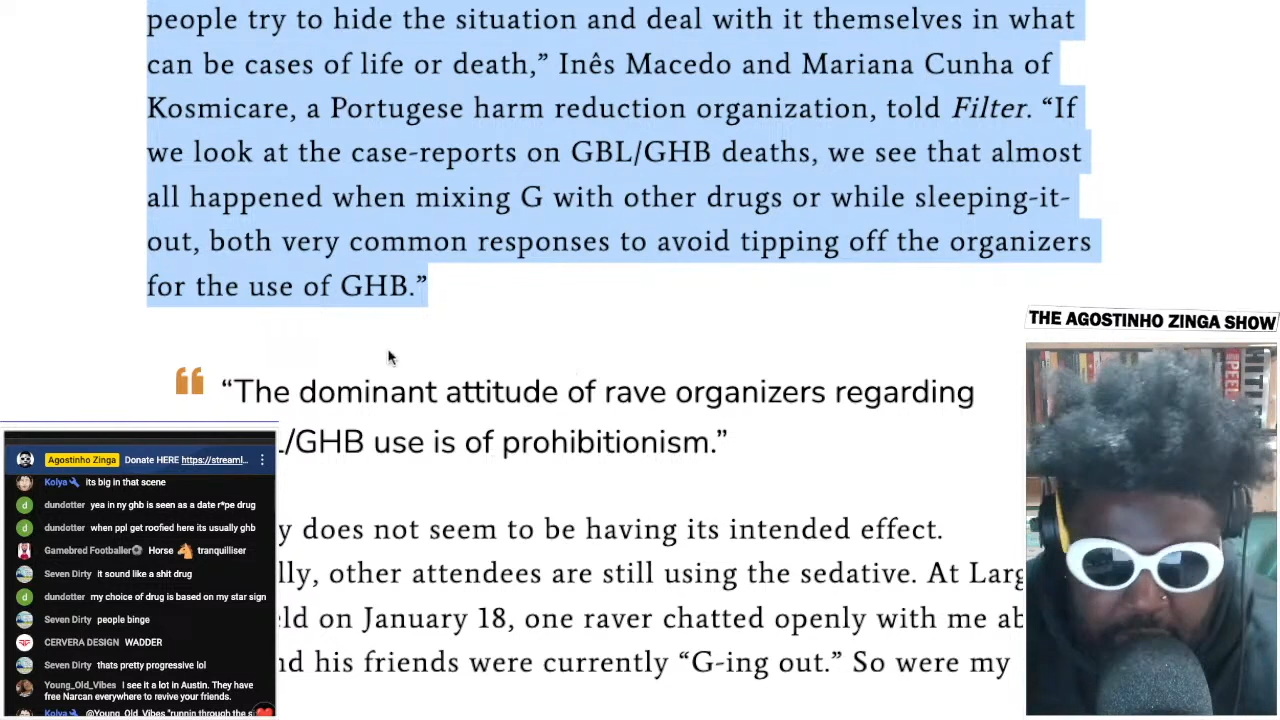 people try to hide the situation and deal with it themselves in what
can be cases of life or death,” Inês Macedo and Mariana Cunha of
Kosmicare, a Portugese harm reduction organization, told Filter. “If
we look at the case-reports on GBL/GHB deaths, we see that almost
all happened when mixing G with other drugs or while sleeping-it-
out, both very common responses to avoid tipping off the organizers
for the use of GHB.”
THE AGOSTINHO ZINGA SHOW
“The dominant attitude of rave organizers regarding
L/GHB use is of prohibitionism.”
y does not seem to be having its intended effect.
lly, other attendees are still using the sedative. At Larg
eld on January 18, one raver chatted openly with me ab
nd his friends were currently “G-ing out.” So were my
Agostinho Zinga Donate HERE https://streaml...
Kolya its big in that scene
dundotter yea in ny ghb is seen as a date r*pe drug
dundotter when ppl get roofied here its usually ghb
Gamebred Footballer Horse 🐴 tranquilliser
Seven Dirty it sound like a shit drug
dundotter my choice of drug is based on my star sign
Seven Dirty people binge
CERVERA DESIGN WADDER
Seven Dirty thats pretty progressive lol
Young_Old_Vibes I see it a lot in Austin. They have
free Narcan everywhere to revive your friends.
Kolya @Young_Old_Vibes "runnin through the s